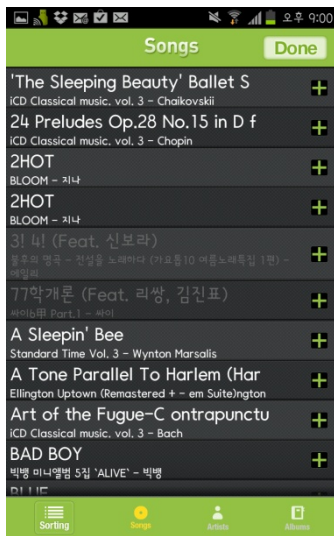 오후 9:00
Songs
Done
'The Sleeping Beauty' Ballet S
iCD Classical music. vol. 3 - Chaikovskii
24 Preludes Op.28 No.15 in D f
iCD Classical music. vol. 3 - Chopin
2HOT
BLOOM - 지나
2HOT
BLOOM - 지나
3! 4! (Feat. 신보라)
불후의 명곡 - 전설을 노래하다 (가요톱10 여름노래특집 1편) -
에일리
77학개론 (Feat. 리쌍, 김진표)
싸이6甲 Part.1 - 싸이
A Sleepin' Bee
Standard Time Vol. 3 - Wynton Marsalis
A Tone Parallel To Harlem (Har
Ellington Uptown (Remastered + - em Suite)ngton
Art of the Fugue-C ontrapunctu
iCD Classical music. vol. 3 - Bach
BAD BOY
빅뱅 미니앨범 5집 `ALIVE` - 빅뱅
BLUE
Sorting
Songs
Artists
Albums